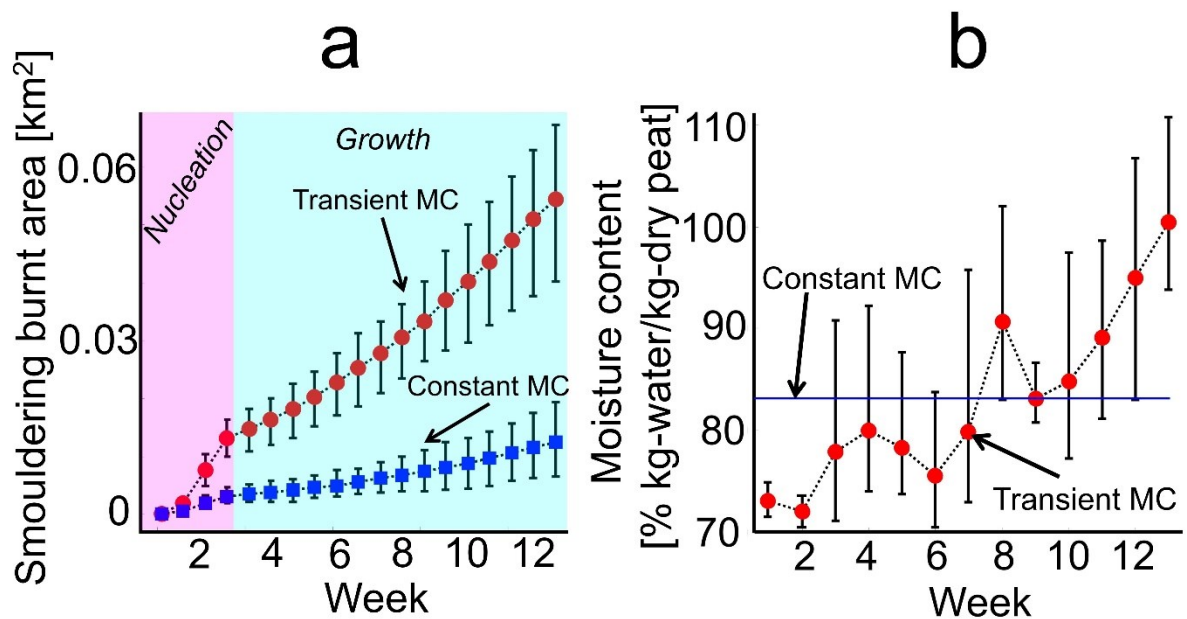 a
Smouldering burnt area [km²]
0.06
0.03
0
Nucleation
Growth
Transient MC
Constant MC
2 4 6 8 10 12
Week
b
Moisture content
[% kg-water/kg-dry peat]
110
100
90
80
70
Constant MC
Transient MC
2 4 6 8 10 12
Week